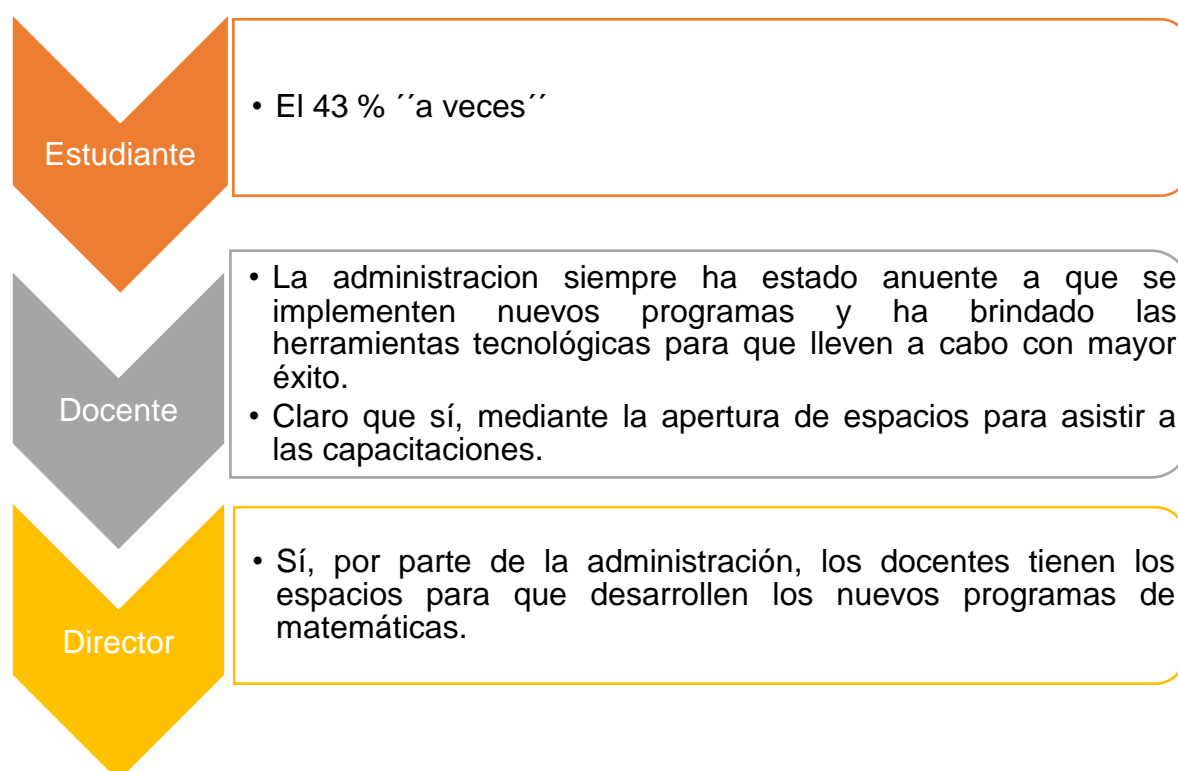 Estudiante
• El 43 % ´´a veces´´
Docente
• La administracion siempre ha estado anuente a que se
implementen nuevos programas y ha brindado las
herramientas tecnológicas para que lleven a cabo con mayor
éxito.
• Claro que sí, mediante la apertura de espacios para asistir a
las capacitaciones.
Director
• Sí, por parte de la administración, los docentes tienen los
espacios para que desarrollen los nuevos programas de
matemáticas.